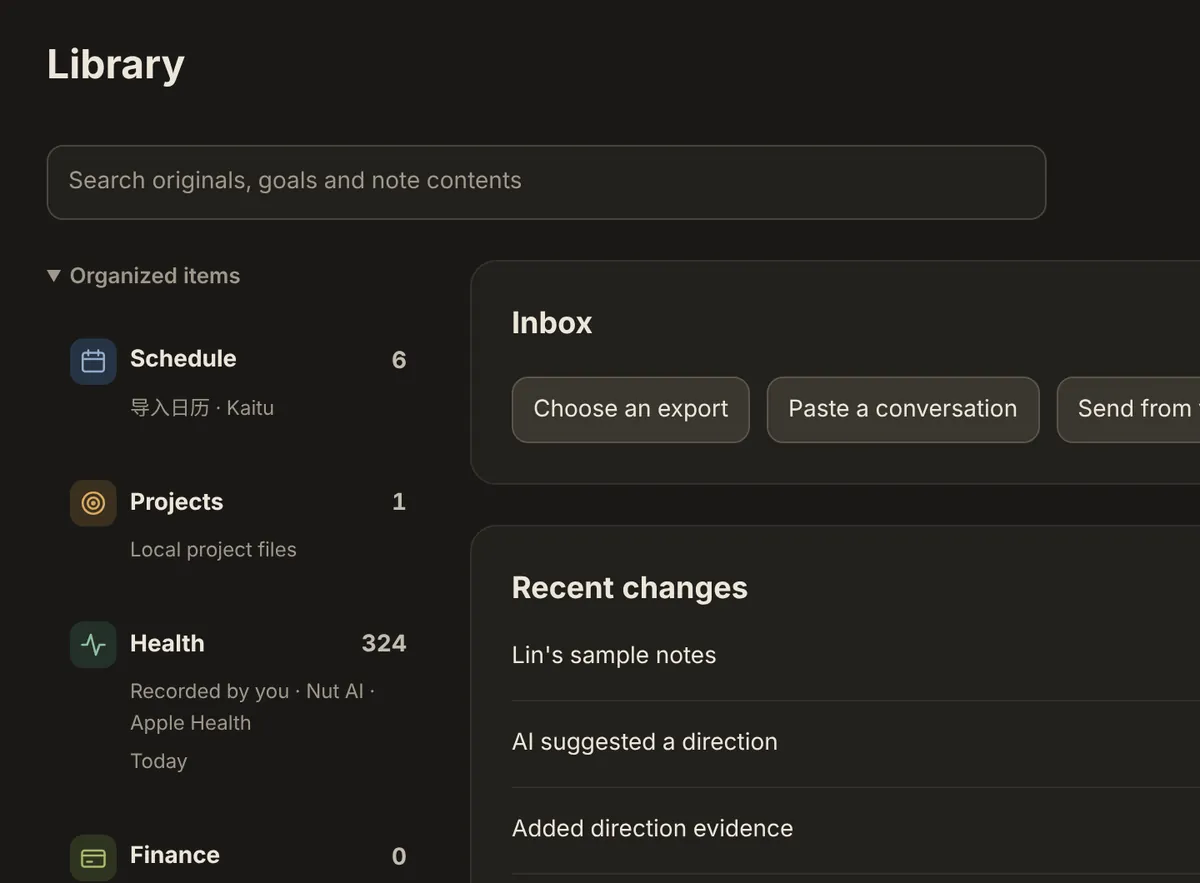 Library
Search originals, goals and note contents
▼ Organized items
Schedule 6
导入日历 · Kaitu
Projects 1
Local project files
Health 324
Recorded by you · Nut AI ·
Apple Health
Today
Finance 0
Inbox
Choose an export
Paste a conversation
Send from
Recent changes
Lin's sample notes
AI suggested a direction
Added direction evidence